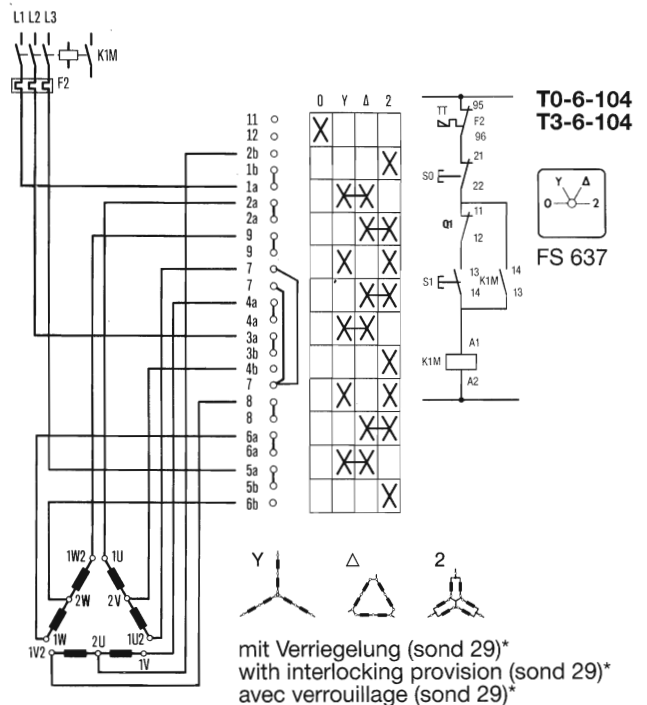 L1 L2 L3
K1M
F2
0 Y Δ 2
11
12
2b
1b
1a
2a
2a
9
9
7
7
4a
4a
3a
3b
4b
7
8
8
6a
6a
5a
5b
6b
TT
95
F2
96
21
S0
22
11
Q1
12
13 14
S1 K1M
14 13
A1
K1M
A2
T0-6-104
T3-6-104
Y Δ
0 2
FS 637
1W2 1U
2W 2V
1W 1U2
1V2 2U 1V
Y Δ 2
mit Verriegelung (sond 29)*
with interlocking provision (sond 29)*
avec verrouillage (sond 29)*